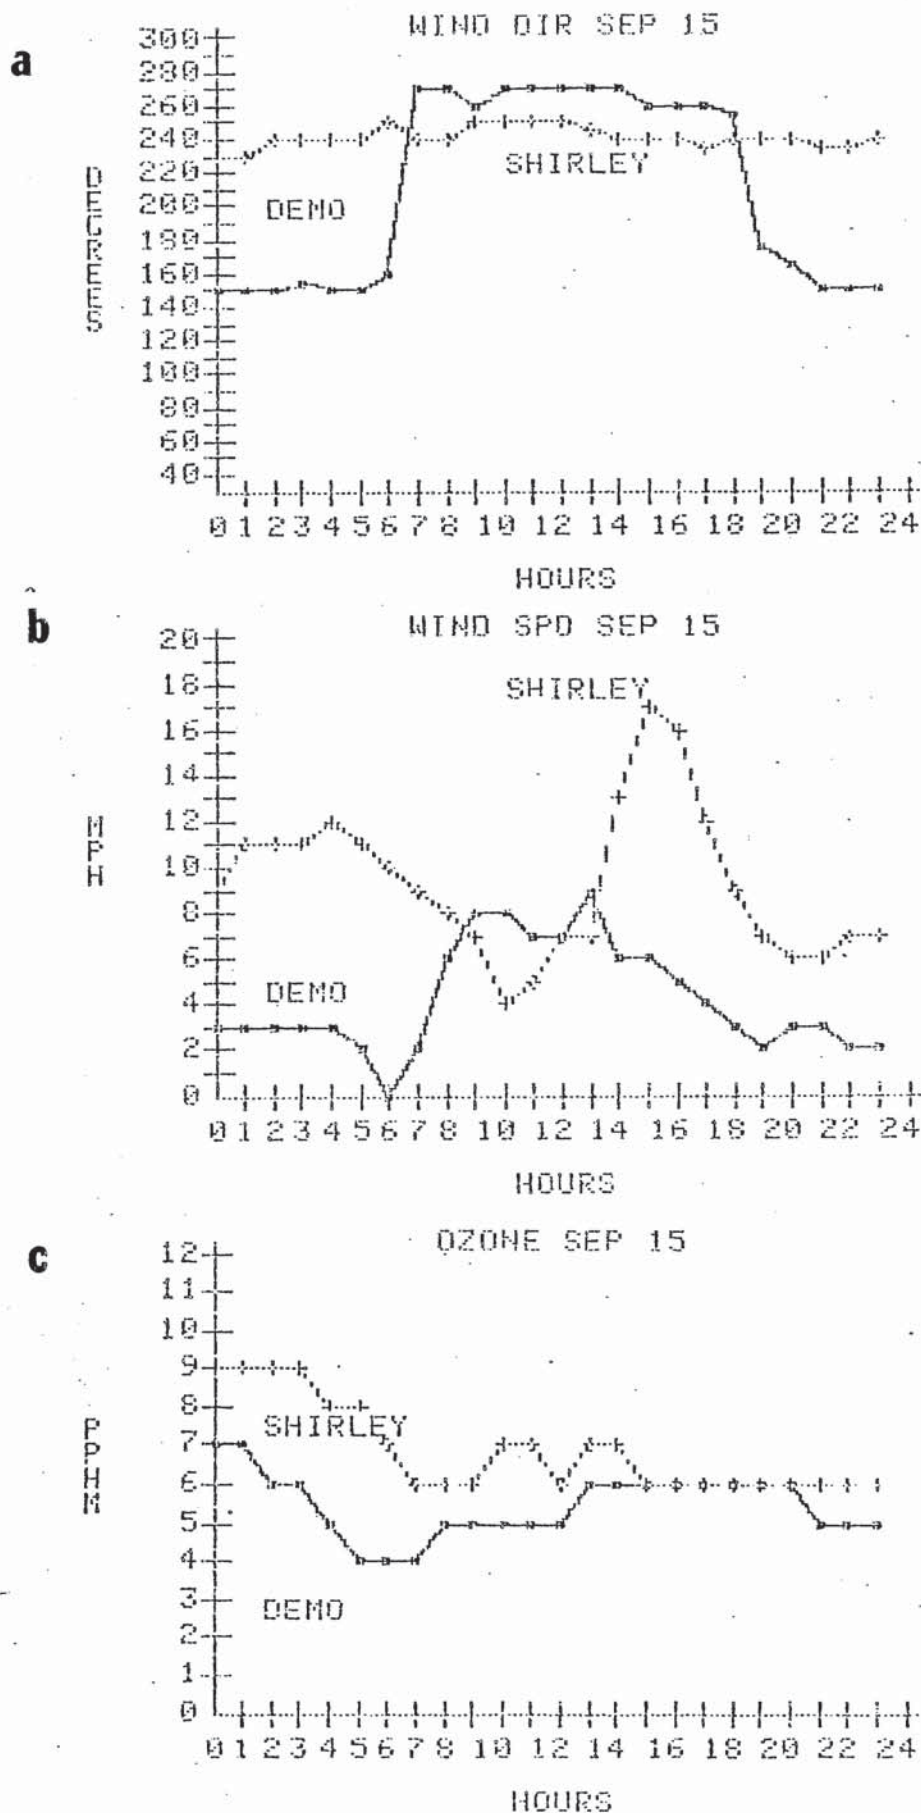 a
WIND DIR SEP 15
300
280
260
240
220
200
180
160
140
120
100
80
60
40
DEGREES
SHIRLEY
DEMO
0 1 2 3 4 5 6 7 8 10 12 14 16 18 20 22 24
HOURS
b
WIND SPD SEP 15
20
18
16
14
12
10
8
6
4
2
0
MPH
SHIRLEY
DEMO
0 1 2 3 4 5 6 7 8 10 12 14 16 18 20 22 24
HOURS
c
OZONE SEP 15
12
11
10
9
8
7
6
5
4
3
2
1
0
PPHM
SHIRLEY
DEMO
0 1 2 3 4 5 6 7 8 10 12 14 16 18 20 22 24
HOURS